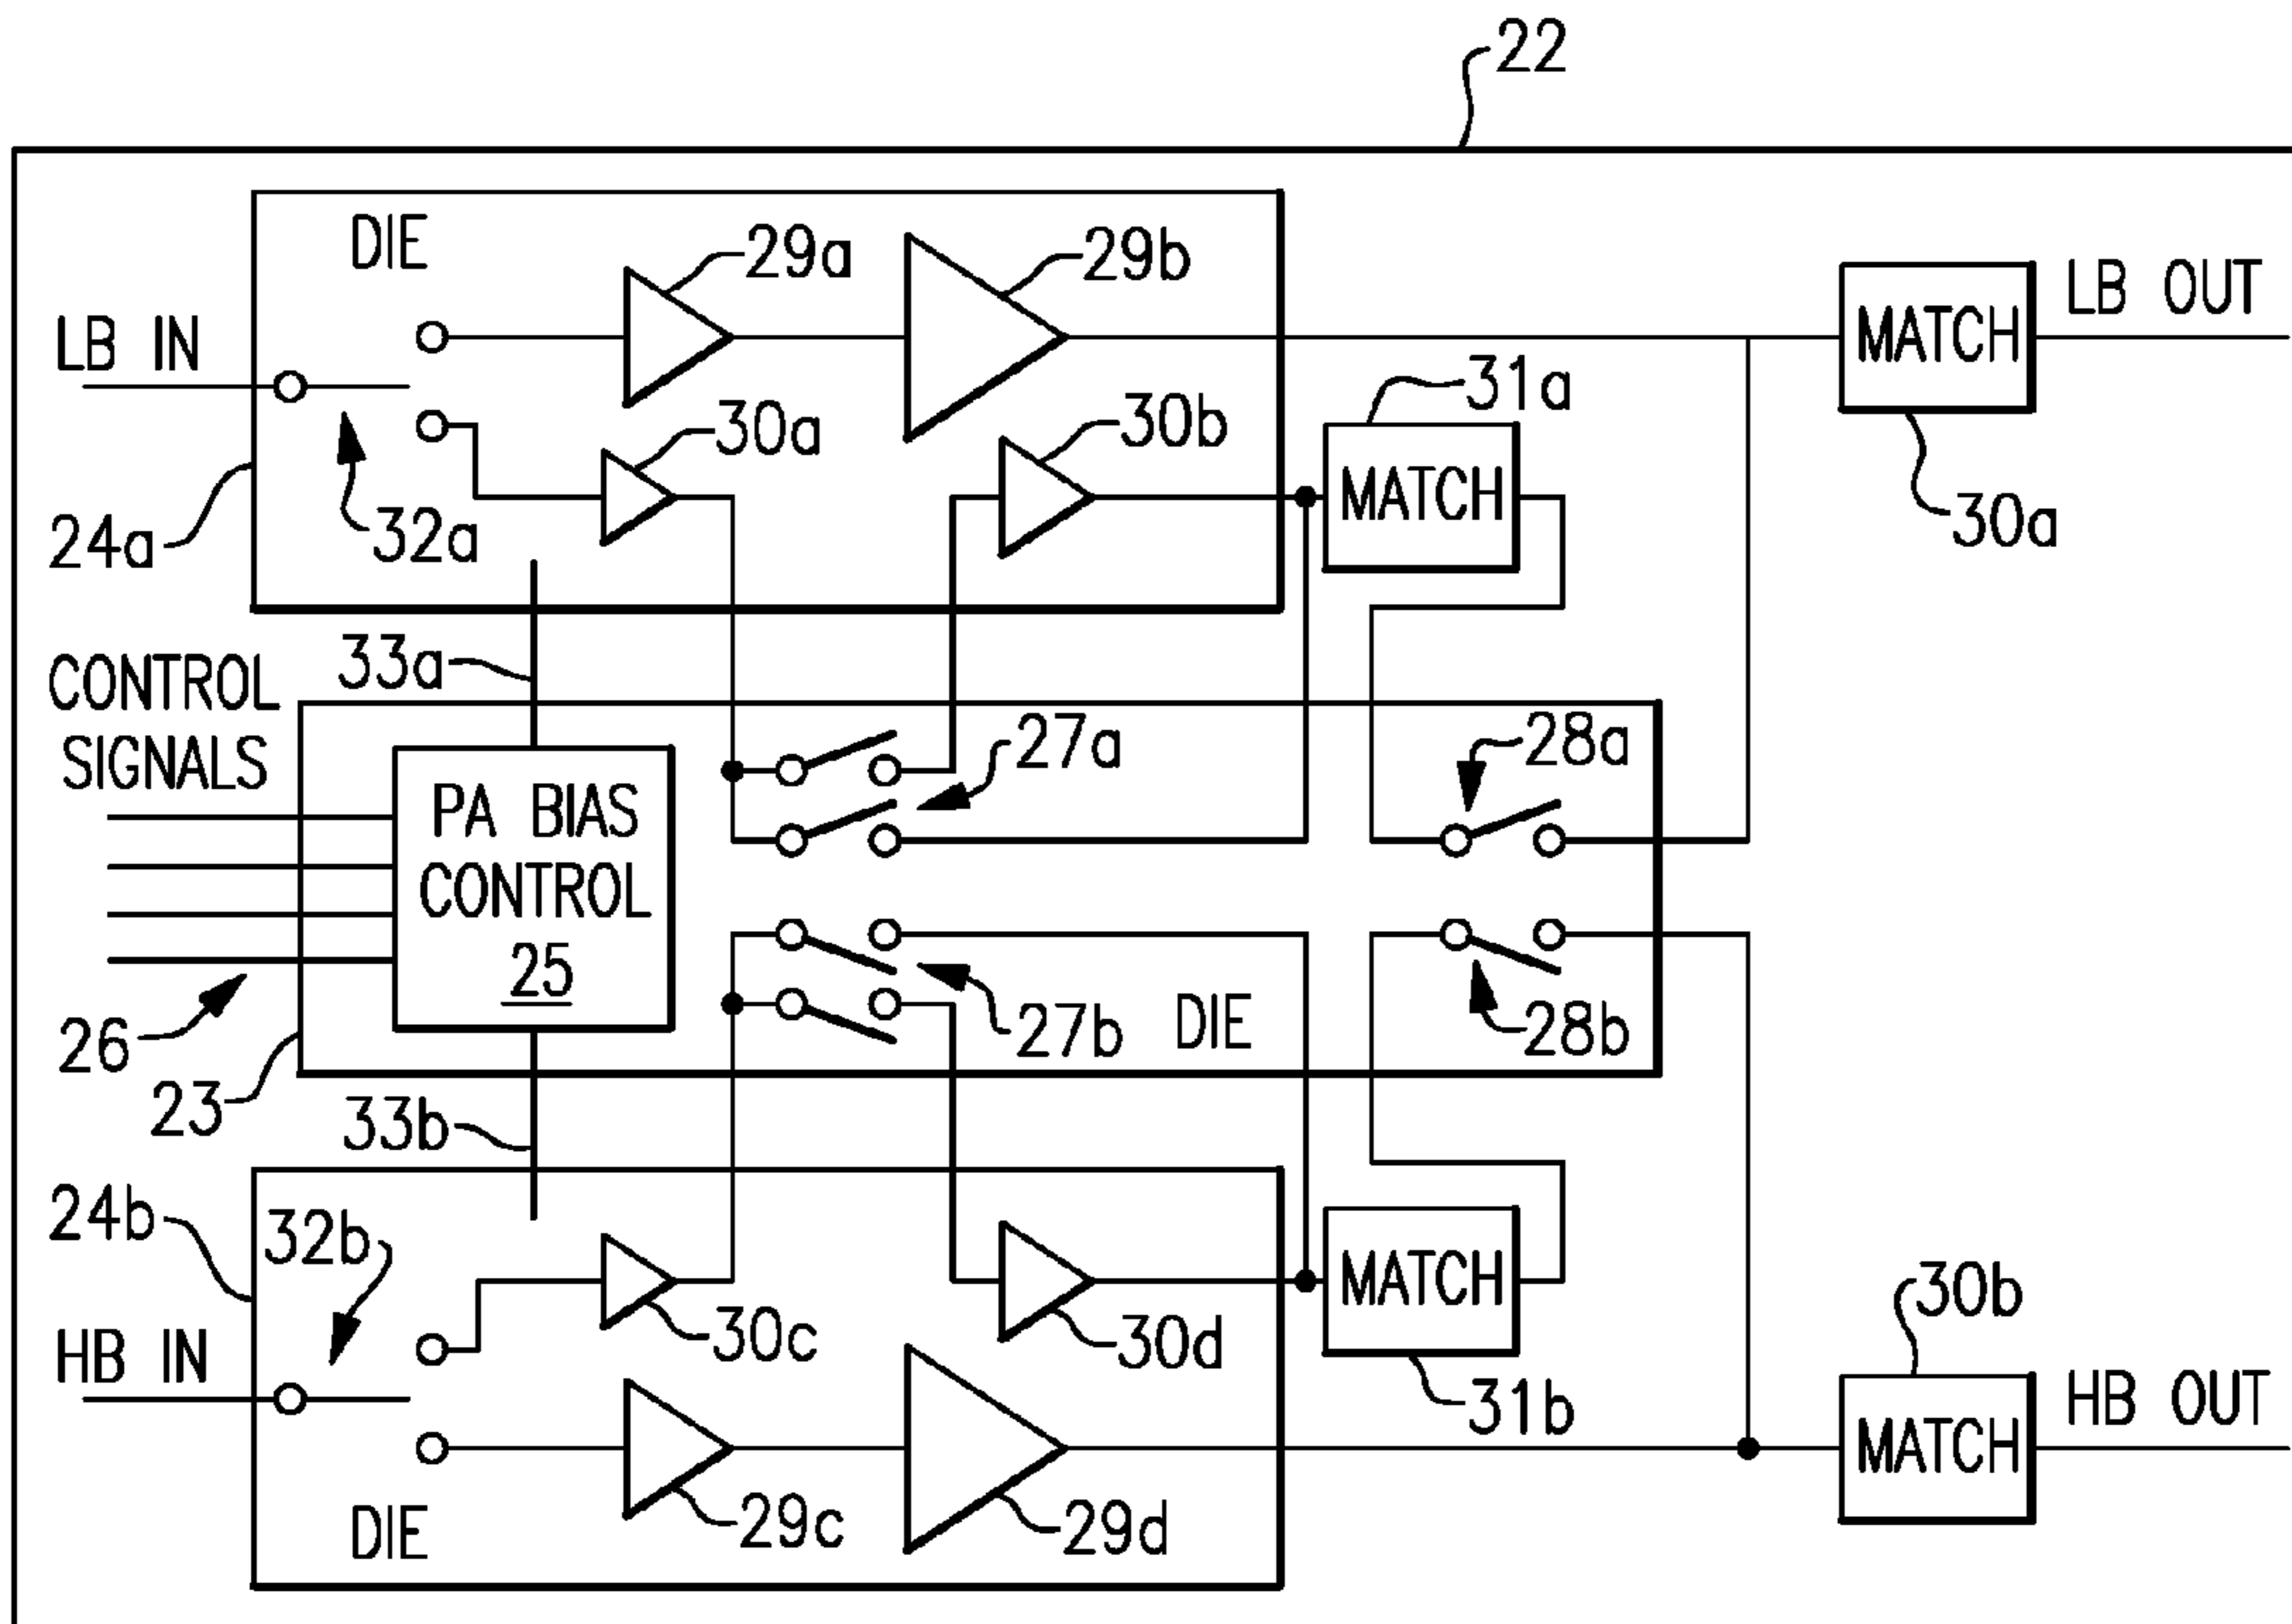 22
DIE
29a
29b
LB IN
LB OUT
MATCH
30a
30b
31a
MATCH
24a
32a
30a
CONTROL
SIGNALS
33a
27a
28a
PA BIAS
CONTROL
25
26
23
27b
DIE
28b
33b
24b
32b
30c
30d
MATCH
31b
30b
HB IN
HB OUT
MATCH
DIE
29c
29d